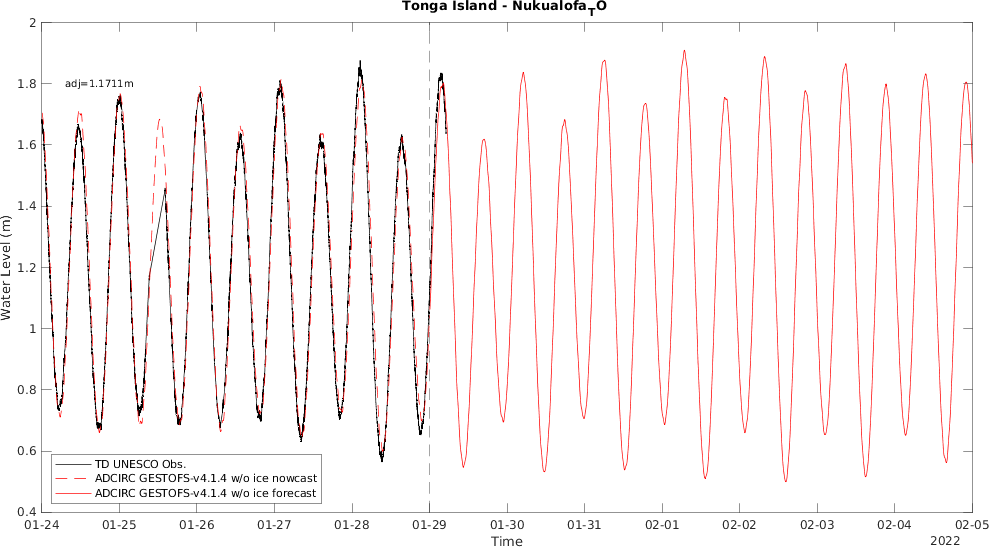 Tonga Island - Nukualofa_TO
2
1.8
1.6
1.4
1.2
1
0.8
0.6
0.4
Water Level (m)
adj=1.1711m
TD UNESCO Obs.
ADCIRC GESTOFS-v4.1.4 w/o ice nowcast
ADCIRC GESTOFS-v4.1.4 w/o ice forecast
01-24 01-25 01-26 01-27 01-28 01-29 01-30 01-31 02-01 02-02 02-03 02-04 02-05
Time
2022